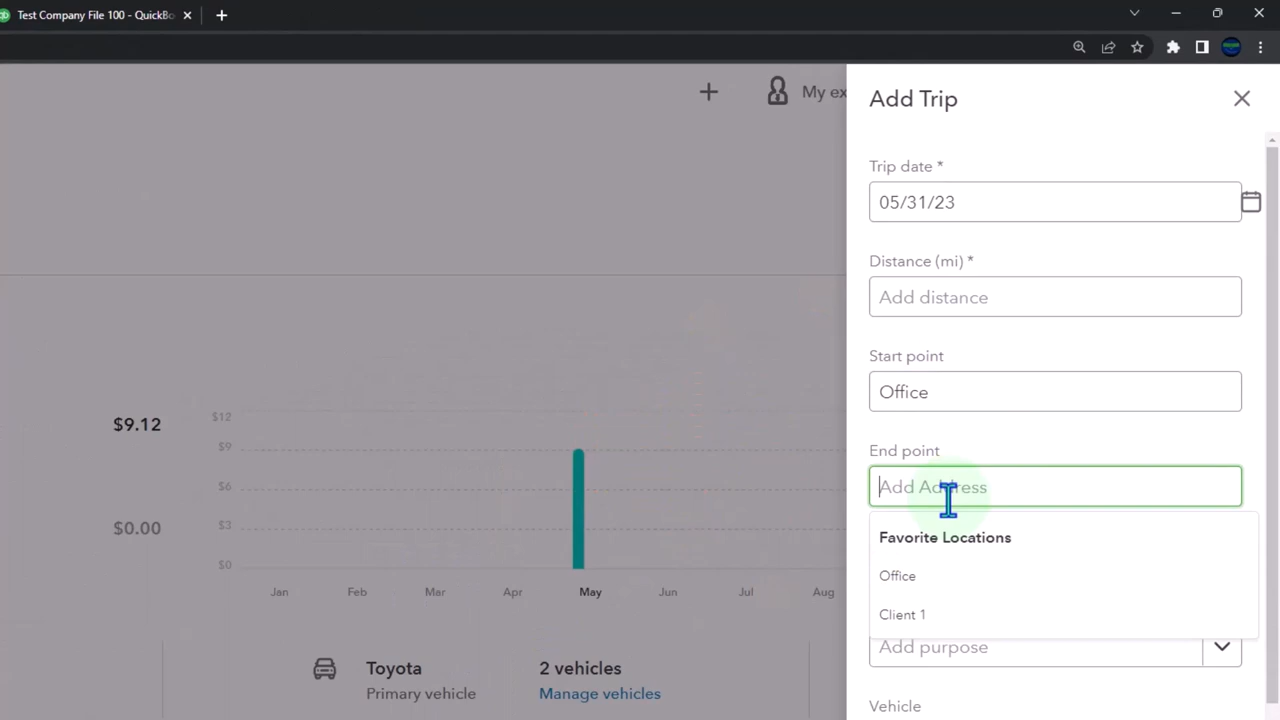 Test Company File 100 - QuickBo
My ex
Add Trip
Trip date *
05/31/23
Distance (mi) *
Add distance
Start point
Office
End point
Add Address
Favorite Locations
Office
Client 1
Add purpose
Vehicle
$9.12
$0.00
$12
$9
$6
$3
$0
Jan Feb Mar Apr May Jun Jul Aug
Toyota
Primary vehicle
2 vehicles
Manage vehicles